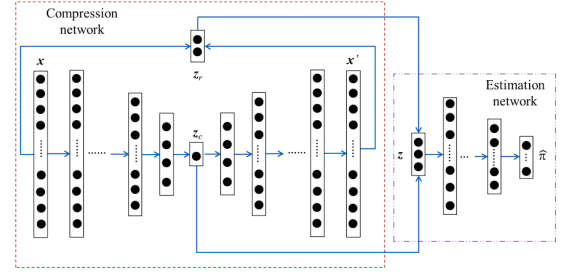 Compression
network
Estimation
network
x
z_r
x'
z_c
z
π̂